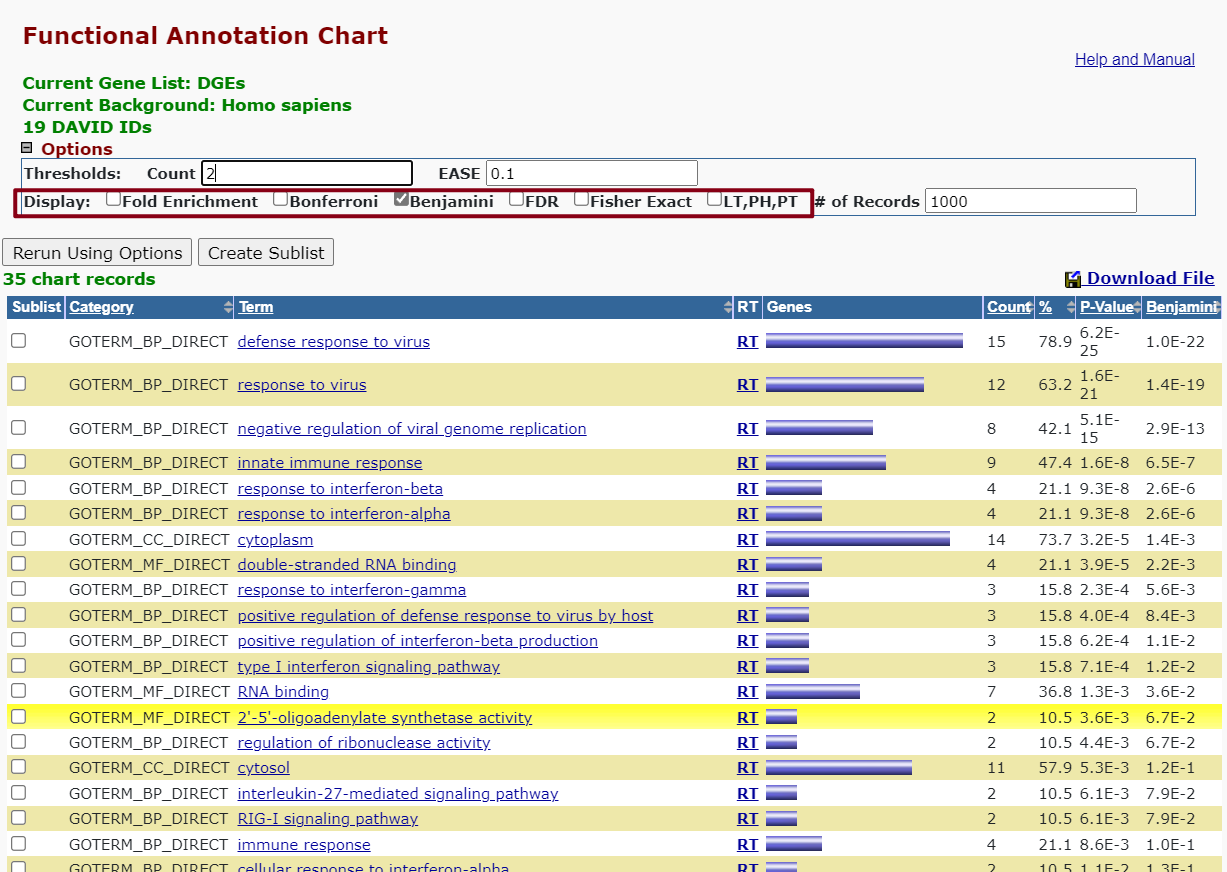 Functional Annotation Chart
Help and Manual
Current Gene List: DGEs
Current Background: Homo sapiens
19 DAVID IDs
Options
Thresholds: Count 2 EASE 0.1
Display: Fold Enrichment Bonferroni Benjamini FDR Fisher Exact LT,PH,PT # of Records 1000
Rerun Using Options Create Sublist
35 chart records Download File
Sublist Category Term RT Genes Count % P-Value Benjamini
GOTERM_BP_DIRECT defense response to virus RT 15 78.9 6.2E-25 1.0E-22
GOTERM_BP_DIRECT response to virus RT 12 63.2 1.6E-21 1.4E-19
GOTERM_BP_DIRECT negative regulation of viral genome replication RT 8 42.1 5.1E-15 2.9E-13
GOTERM_BP_DIRECT innate immune response RT 9 47.4 1.6E-8 6.5E-7
GOTERM_BP_DIRECT response to interferon-beta RT 4 21.1 9.3E-8 2.6E-6
GOTERM_BP_DIRECT response to interferon-alpha RT 4 21.1 9.3E-8 2.6E-6
GOTERM_CC_DIRECT cytoplasm RT 14 73.7 3.2E-5 1.4E-3
GOTERM_MF_DIRECT double-stranded RNA binding RT 4 21.1 3.9E-5 2.2E-3
GOTERM_BP_DIRECT response to interferon-gamma RT 3 15.8 2.3E-4 5.6E-3
GOTERM_BP_DIRECT positive regulation of defense response to virus by host RT 3 15.8 4.0E-4 8.4E-3
GOTERM_BP_DIRECT positive regulation of interferon-beta production RT 3 15.8 6.2E-4 1.1E-2
GOTERM_BP_DIRECT type I interferon signaling pathway RT 3 15.8 7.1E-4 1.2E-2
GOTERM_MF_DIRECT RNA binding RT 7 36.8 1.3E-3 3.6E-2
GOTERM_MF_DIRECT 2'-5'-oligoadenylate synthetase activity RT 2 10.5 3.6E-3 6.7E-2
GOTERM_BP_DIRECT regulation of ribonuclease activity RT 2 10.5 4.4E-3 6.7E-2
GOTERM_CC_DIRECT cytosol RT 11 57.9 5.3E-3 1.2E-1
GOTERM_BP_DIRECT interleukin-27-mediated signaling pathway RT 2 10.5 6.1E-3 7.9E-2
GOTERM_BP_DIRECT RIG-I signaling pathway RT 2 10.5 6.1E-3 7.9E-2
GOTERM_BP_DIRECT immune response RT 4 21.1 8.6E-3 1.0E-1
GOTERM_BP_DIRECT cellular response to interferon-alpha RT 2 10.5 1.1E-2 1.3E-1